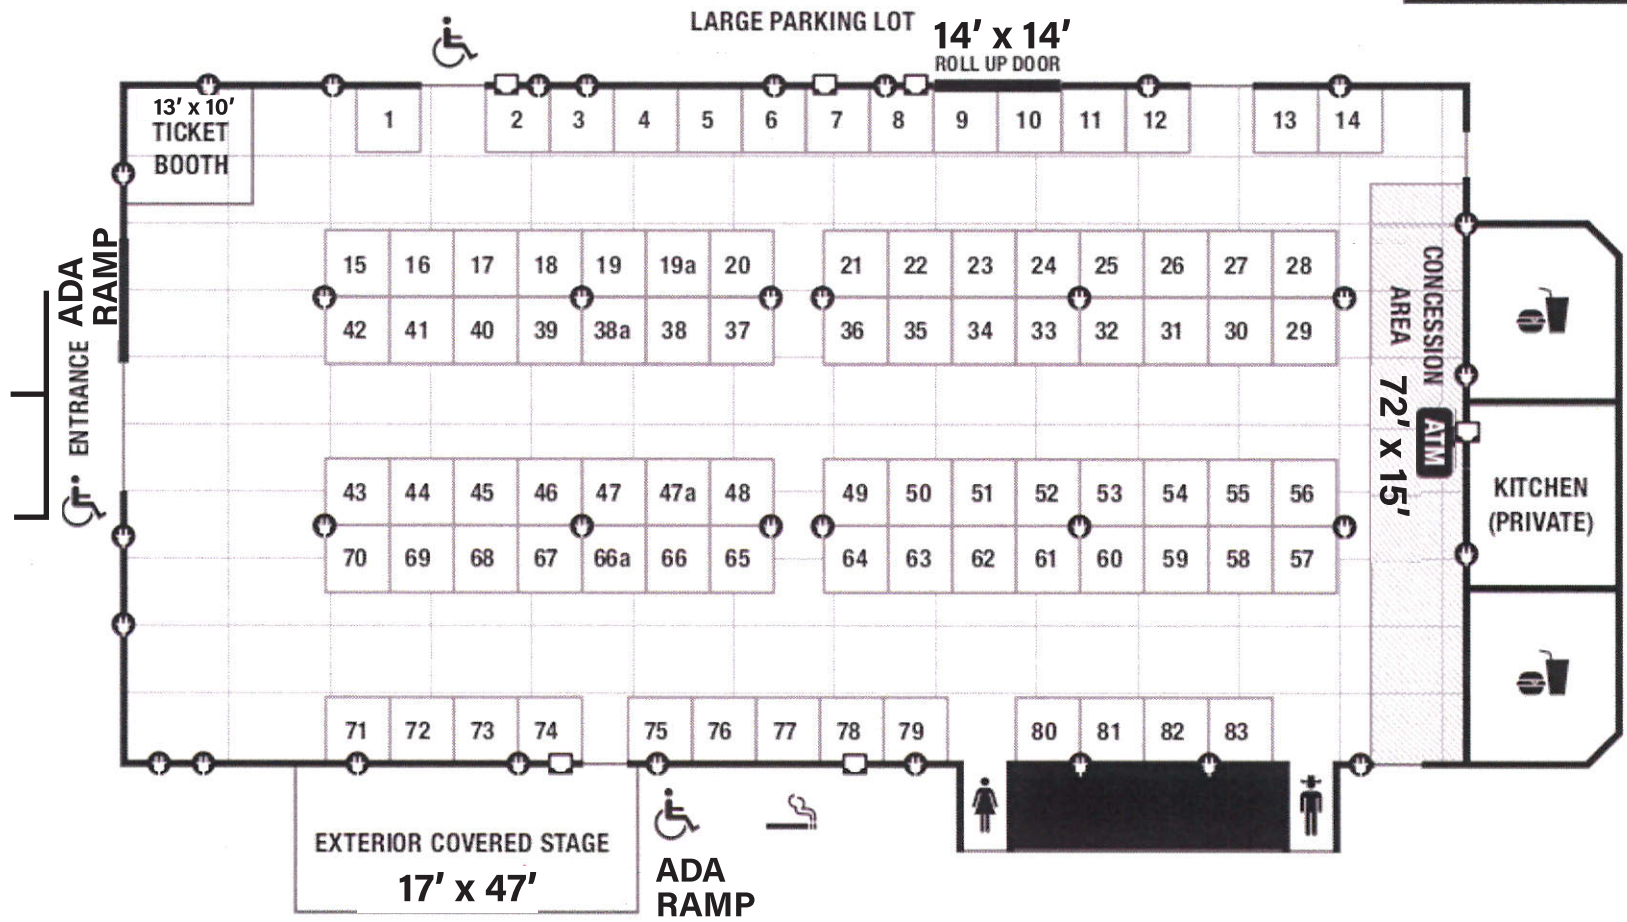 LARGE PARKING LOT
14' x 14'
ROLL UP DOOR
13' x 10'
TICKET
BOOTH
1 2 3 4 5 6 7 8 9 10 11 12 13 14
ADA
RAMP
ENTRANCE
15 16 17 18 19 19a 20 21 22 23 24 25 26 27 28
42 41 40 39 38a 38 37 36 35 34 33 32 31 30 29
CONCESSION
AREA
72' x 15'
ATM
43 44 45 46 47 47a 48 49 50 51 52 53 54 55 56
70 69 68 67 66a 66 65 64 63 62 61 60 59 58 57
KITCHEN
(PRIVATE)
71 72 73 74 75 76 77 78 79 80 81 82 83
EXTERIOR COVERED STAGE
17' x 47'
ADA
RAMP